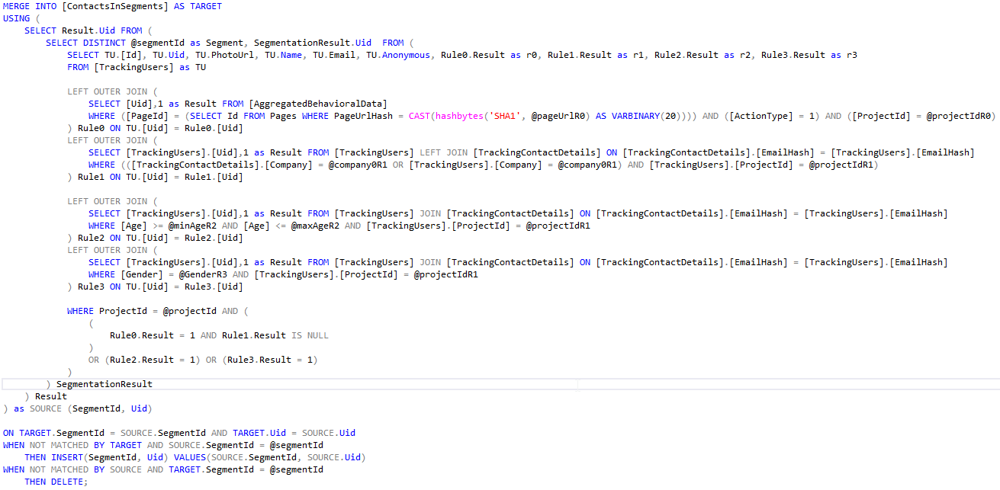 MERGE INTO [ContactsInSegments] AS TARGET
USING (
    SELECT Result.Uid FROM (
        SELECT DISTINCT @segmentId as Segment, SegmentationResult.Uid  FROM (
            SELECT TU.[Id], TU.Uid, TU.PhotoUrl, TU.Name, TU.Email, TU.Anonymous, Rule0.Result as r0, Rule1.Result as r1, Rule2.Result as r2, Rule3.Result as r3
            FROM [TrackingUsers] as TU

            LEFT OUTER JOIN (
                SELECT [Uid],1 as Result FROM [AggregatedBehavioralData]
                WHERE ([PageId] = (SELECT Id FROM Pages WHERE PageUrlHash = CAST(hashbytes('SHA1', @pageUrlR0) AS VARBINARY(20)))) AND ([ActionType] = 1) AND ([ProjectId] = @projectIdR0)
            ) Rule0 ON TU.[Uid] = Rule0.[Uid]
            LEFT OUTER JOIN (
                SELECT [TrackingUsers].[Uid],1 as Result FROM [TrackingUsers] LEFT JOIN [TrackingContactDetails] ON [TrackingContactDetails].[EmailHash] = [TrackingUsers].[EmailHash]
                WHERE (([TrackingContactDetails].[Company] = @company0R1 OR [TrackingUsers].[Company] = @company0R1) AND [TrackingUsers].[ProjectId] = @projectIdR1)
            ) Rule1 ON TU.[Uid] = Rule1.[Uid]

            LEFT OUTER JOIN (
                SELECT [TrackingUsers].[Uid],1 as Result FROM [TrackingUsers] JOIN [TrackingContactDetails] ON [TrackingContactDetails].[EmailHash] = [TrackingUsers].[EmailHash]
                WHERE [Age] >= @minAgeR2 AND [Age] <= @maxAgeR2 AND [TrackingUsers].[ProjectId] = @projectIdR1
            ) Rule2 ON TU.[Uid] = Rule2.[Uid]
            LEFT OUTER JOIN (
                SELECT [TrackingUsers].[Uid],1 as Result FROM [TrackingUsers] JOIN [TrackingContactDetails] ON [TrackingContactDetails].[EmailHash] = [TrackingUsers].[EmailHash]
                WHERE [Gender] = @GenderR3 AND [TrackingUsers].[ProjectId] = @projectIdR1
            ) Rule3 ON TU.[Uid] = Rule3.[Uid]

            WHERE ProjectId = @projectId AND (
                (
                    Rule0.Result = 1 AND Rule1.Result IS NULL
                )
                OR (Rule2.Result = 1) OR (Rule3.Result = 1)
            )
        ) SegmentationResult
    ) Result
) as SOURCE (SegmentId, Uid)

ON TARGET.SegmentId = SOURCE.SegmentId AND TARGET.Uid = SOURCE.Uid
WHEN NOT MATCHED BY TARGET AND SOURCE.SegmentId = @segmentId
    THEN INSERT(SegmentId, Uid) VALUES(SOURCE.SegmentId, SOURCE.Uid)
WHEN NOT MATCHED BY SOURCE AND TARGET.SegmentId = @segmentId
    THEN DELETE;